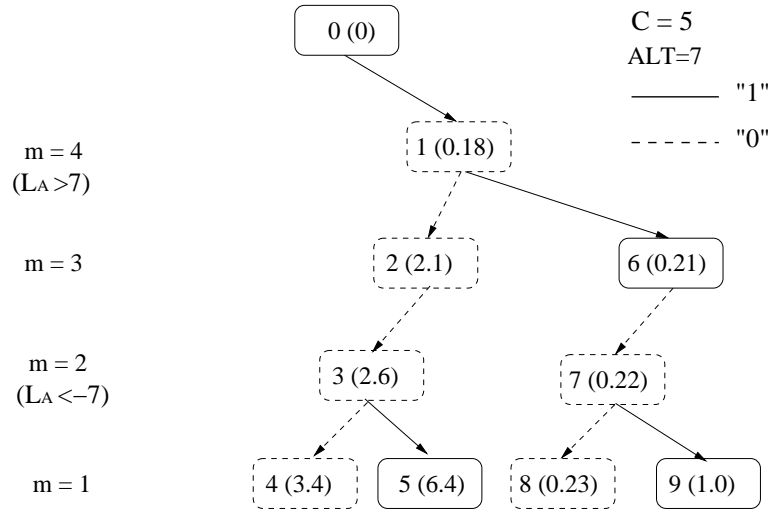 0 (0)
C = 5
ALT=7
"1"
"0"
m = 4
(LA >7)
1 (0.18)
m = 3
2 (2.1)
6 (0.21)
m = 2
(LA <−7)
3 (2.6)
7 (0.22)
m = 1
4 (3.4)
5 (6.4)
8 (0.23)
9 (1.0)